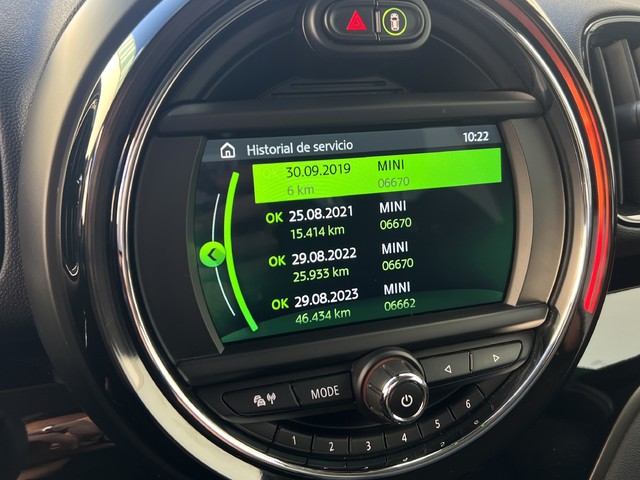 Historial de servicio 10:22
30.09.2019 MINI
6 km 06670
OK 25.08.2021 MINI
15.414 km 06670
OK 29.08.2022 MINI
25.933 km 06670
OK 29.08.2023 MINI
46.434 km 06662
MODE
1 2 3 4 5 6